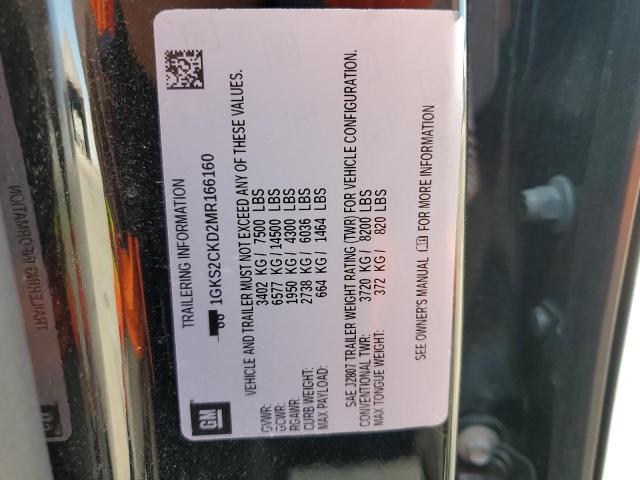 TRAILERING INFORMATION
1GKS2CKD2MR166160
VEHICLE AND TRAILER MUST NOT EXCEED ANY OF THESE VALUES.
GVWR: 3402 KG / 7500 LBS
GCWR: 6577 KG / 14500 LBS
RGAWR: 1950 KG / 4300 LBS
CURB WEIGHT: 2738 KG / 6036 LBS
MAX PAYLOAD: 664 KG / 1464 LBS
SAE J2807 TRAILER WEIGHT RATING (TWR) FOR VEHICLE CONFIGURATION.
CONVENTIONAL TWR: 3720 KG / 8200 LBS
MAX TONGUE WEIGHT: 372 KG / 820 LBS
SEE OWNER'S MANUAL FOR MORE INFORMATION
GM
TRAILERING INFORMATION